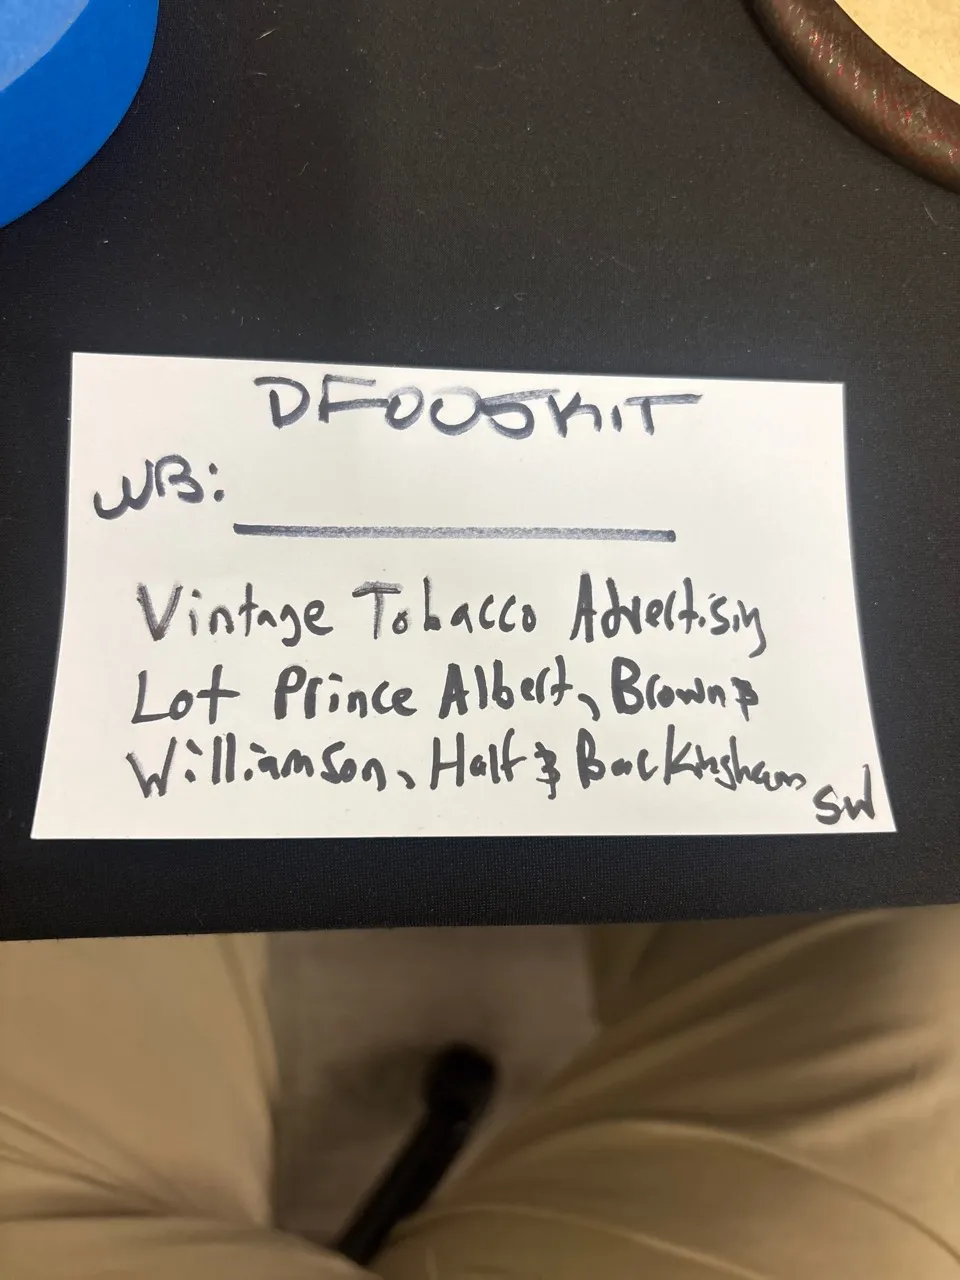 DF005KIT
WB:
Vintage Tobacco Advertising
Lot Prince Albert, Brown &
Williamson, Half & Buckingham
SW